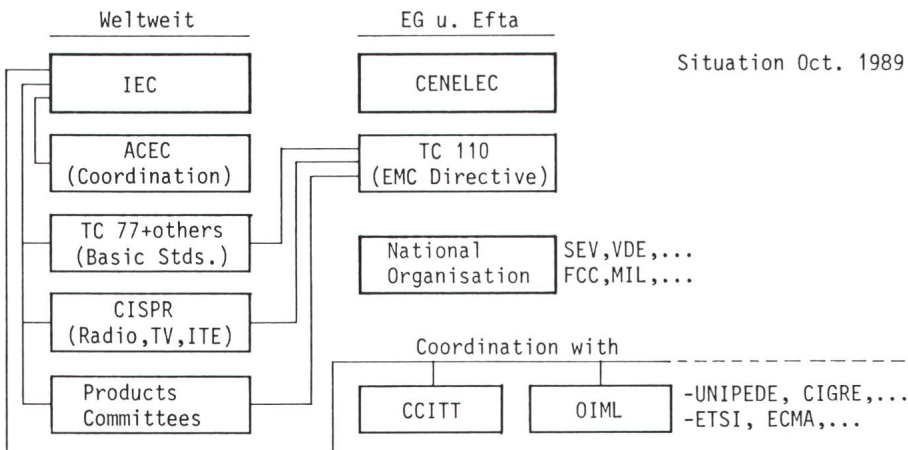 Weltweit
EG u. Efta
Situation Oct. 1989
IEC
CENELEC
ACEC
(Coordination)
TC 110
(EMC Directive)
TC 77+others
(Basic Stds.)
National
Organisation
SEV,VDE,...
FCC,MIL,...
CISPR
(Radio,TV,ITE)
Coordination with
Products
Committees
CCITT
OIML
-UNIPEDE, CIGRE,...
-ETSI, ECMA,...